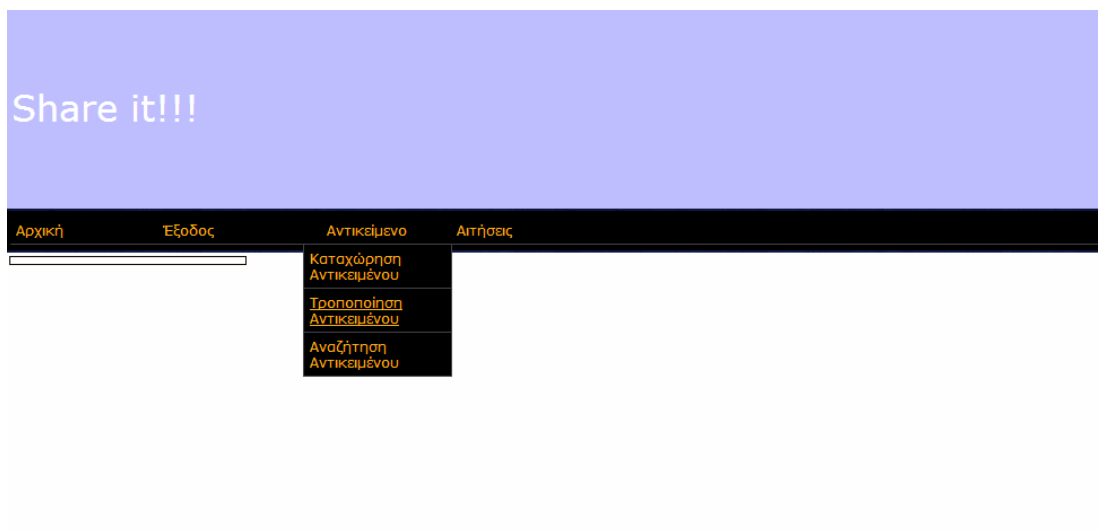 Share it!!!
Αρχική Έξοδος Αντικείμενο Αιτήσεις
Καταχώρηση
Αντικειμένου
Τροποποίηση
Αντικειμένου
Αναζήτηση
Αντικειμένου